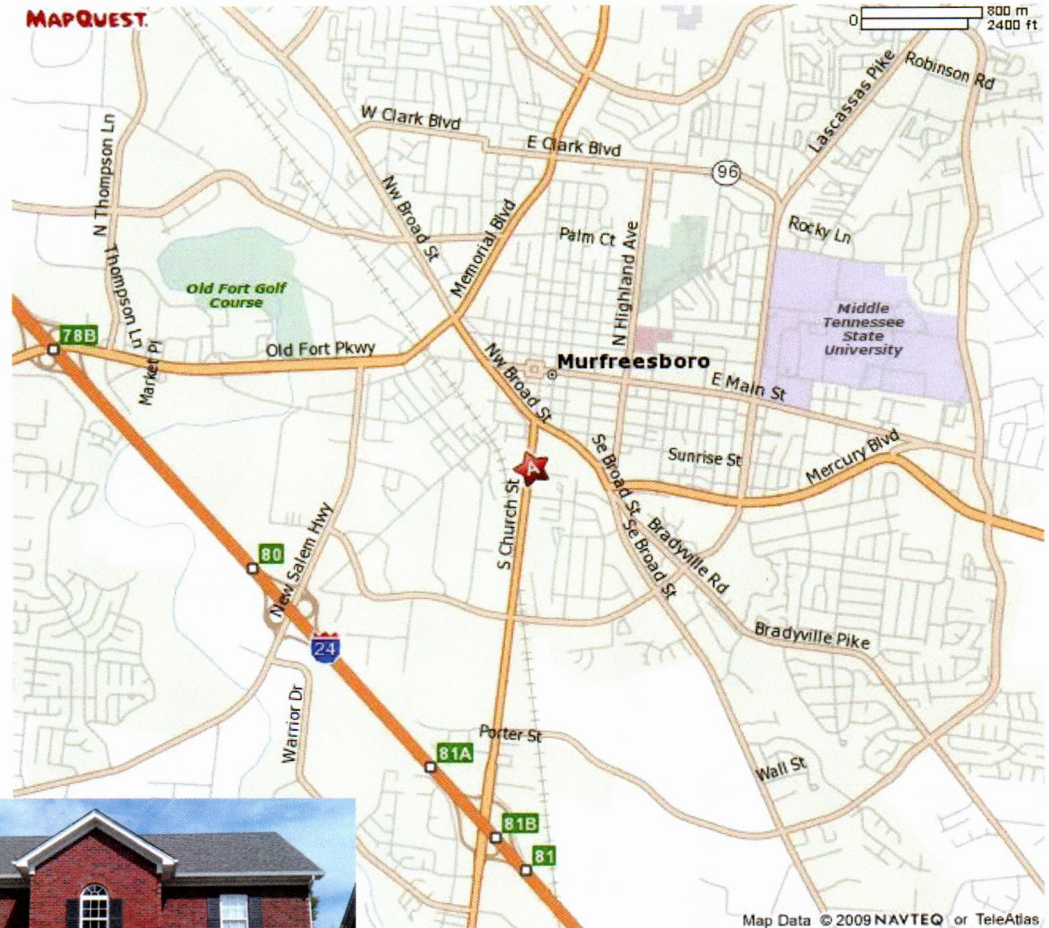 MAPQUEST.
0
800 m
2400 ft
Robinson Rd
Lascassas Pike
W Clark Blvd
E Clark Blvd
96
N Thompson Ln
Nw Broad St
Memorial Blvd
Palm Ct
N Highland Ave
Rocky Ln
Thompson Ln
Old Fort Golf
Course
Middle
Tennessee
State
University
78B
Market Pl
Old Fort Pkwy
Nw Broad St
Murfreesboro
E Main St
Se Broad St
Sunrise St
Mercury Blvd
A
S Church St
Se Broad St
Bradyville Rd
80
New Salem Hwy
24
Bradyville Pike
Warrior Dr
Porter St
81A
Wall St
81B
81
Map Data © 2009 NAVTEQ or TeleAtlas